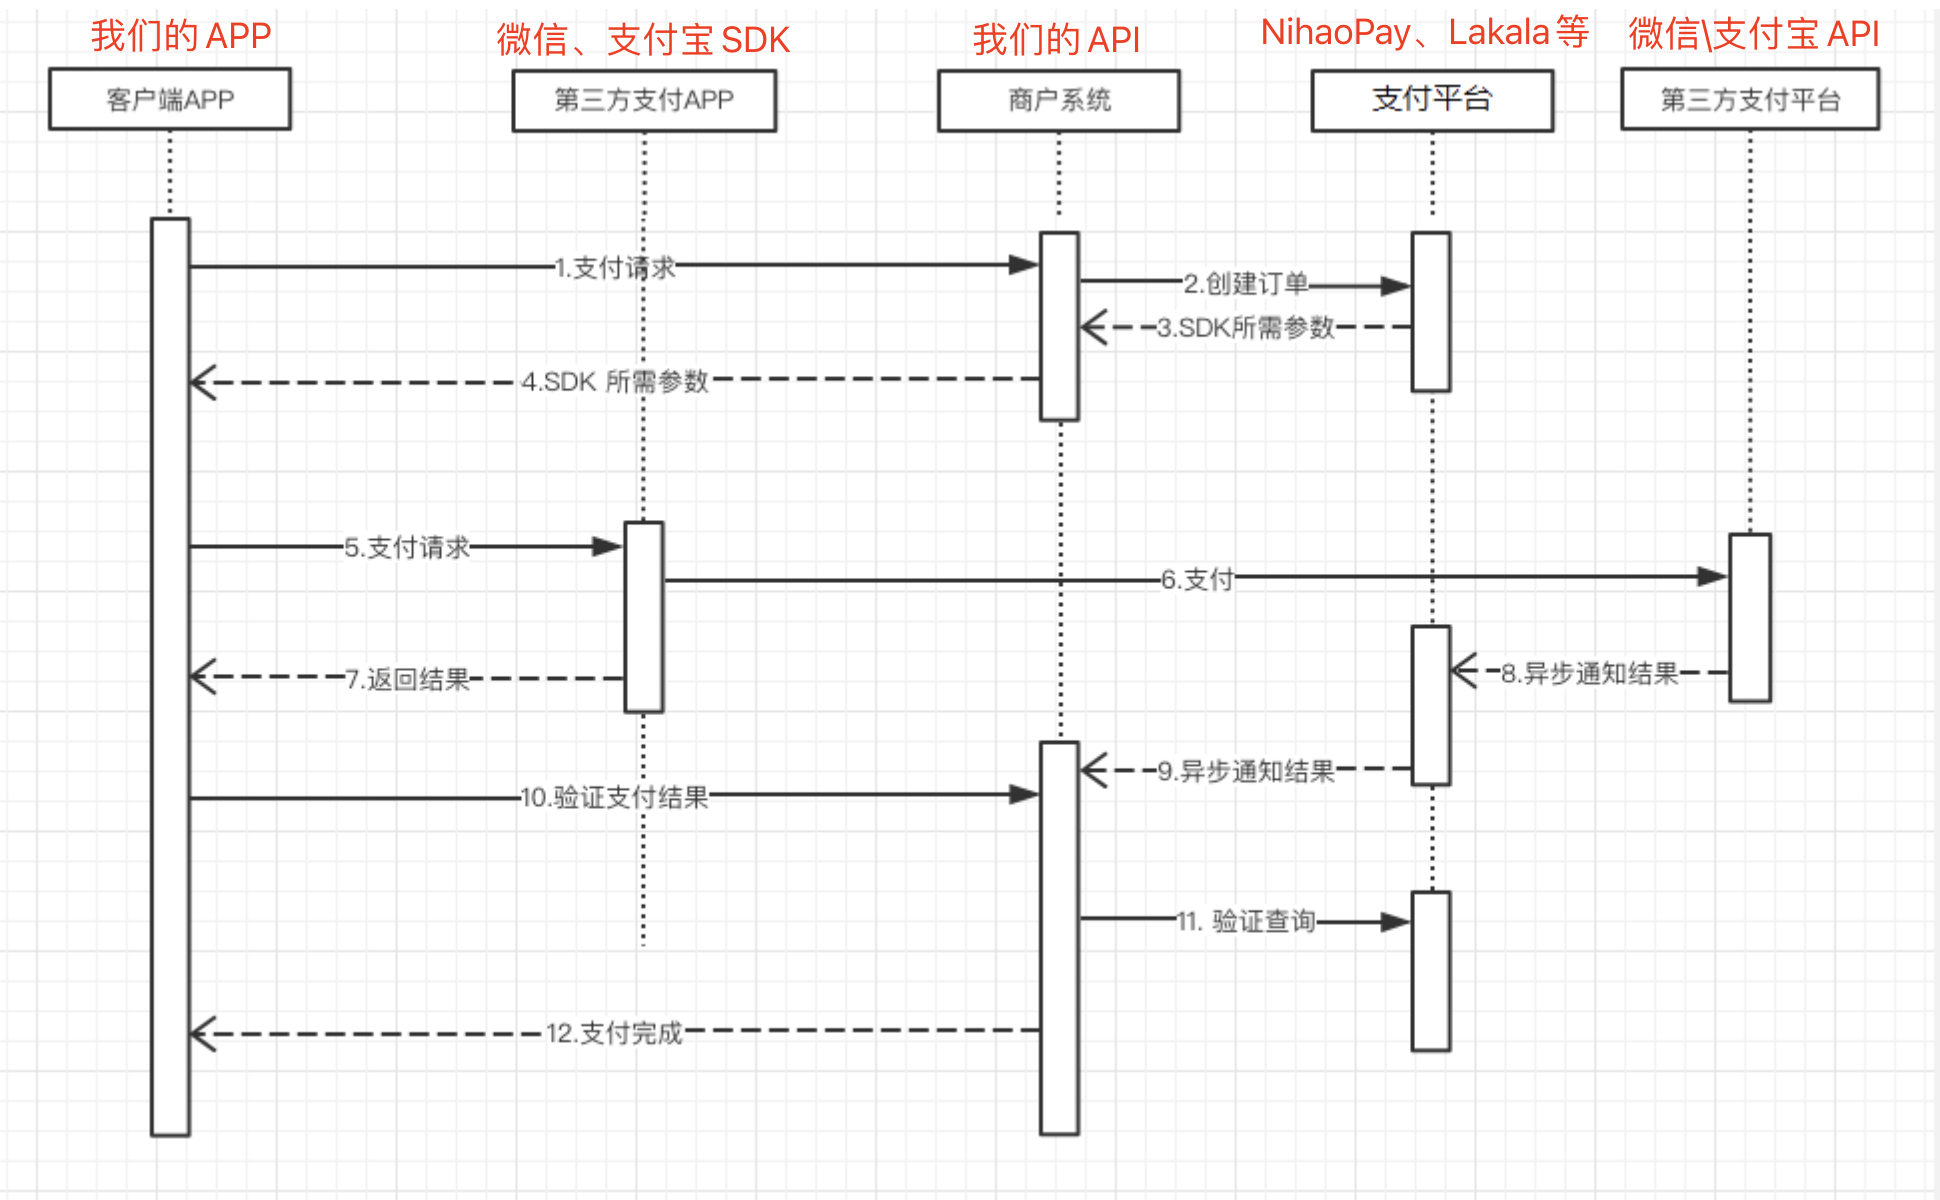 我们的 APP
微信、支付宝 SDK
我们的 API
NihaoPay、Lakala 等
微信\支付宝 API
客户端APP
第三方支付APP
商户系统
支付平台
第三方支付平台
1.支付请求
2.创建订单
3.SDK所需参数
4.SDK 所需参数
5.支付请求
6.支付
7.返回结果
8.异步通知结果
9.异步通知结果
10.验证支付结果
11. 验证查询
12.支付完成